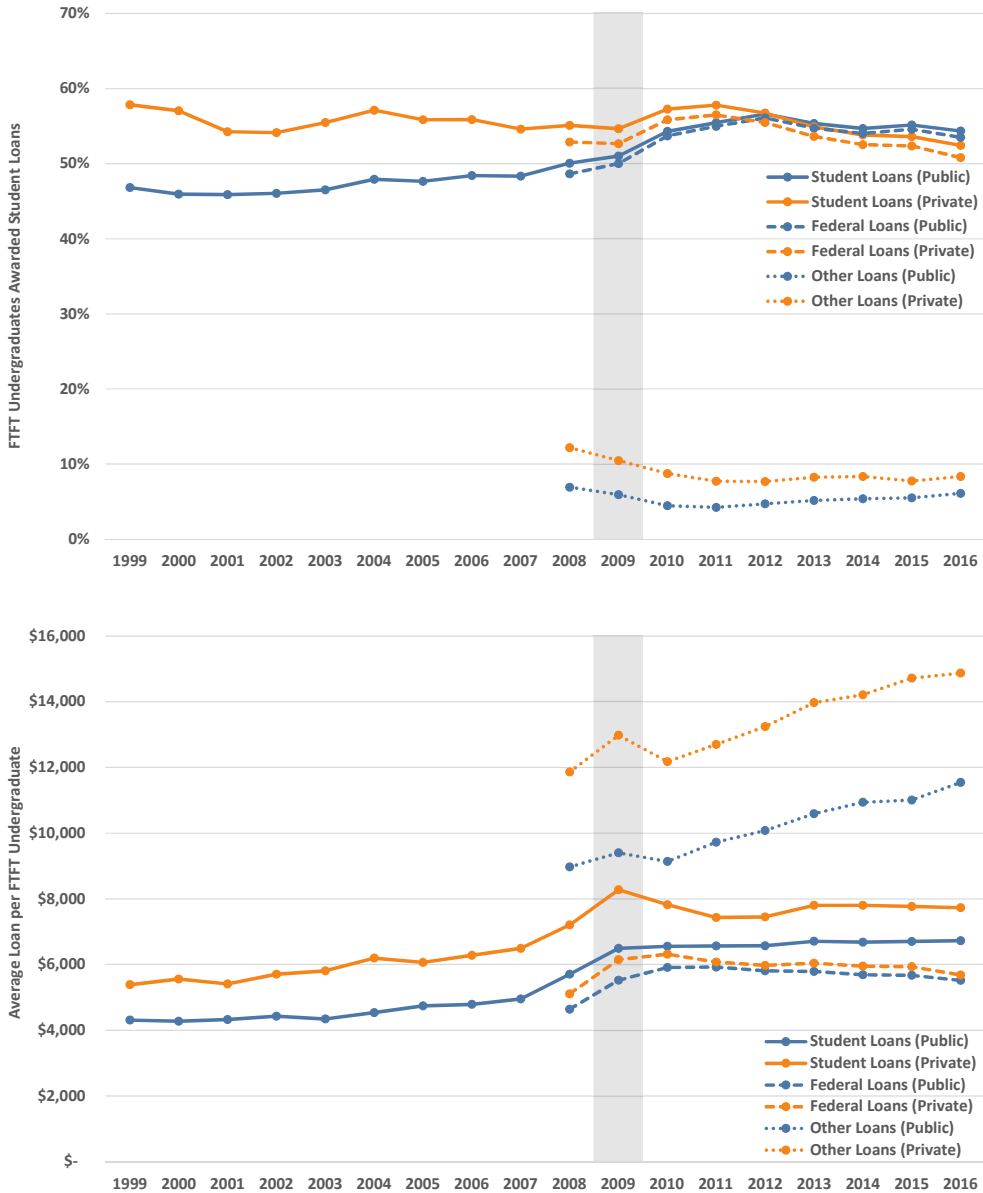 70%
60%
50%
40%
30%
20%
10%
0%
FTFT Undergraduates Awarded Student Loans
Student Loans (Public)
Student Loans (Private)
Federal Loans (Public)
Federal Loans (Private)
Other Loans (Public)
Other Loans (Private)
1999 2000 2001 2002 2003 2004 2005 2006 2007 2008 2009 2010 2011 2012 2013 2014 2015 2016
$16,000
$14,000
$12,000
$10,000
$8,000
$6,000
$4,000
$2,000
$-
Average Loan per FTFT Undergraduate
Student Loans (Public)
Student Loans (Private)
Federal Loans (Public)
Federal Loans (Private)
Other Loans (Public)
Other Loans (Private)
1999 2000 2001 2002 2003 2004 2005 2006 2007 2008 2009 2010 2011 2012 2013 2014 2015 2016